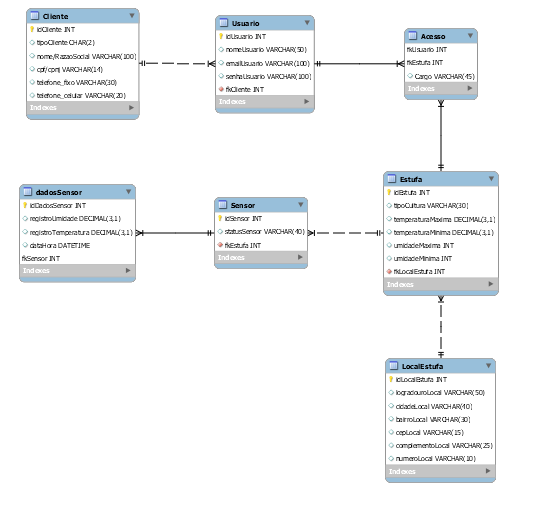 Cliente
idCliente INT
tipoCliente CHAR(2)
nome/RazaoSocial VARCHAR(100)
cpf/cpnj VARCHAR(14)
telefone_fixo VARCHAR(30)
telefone_celular VARCHAR(20)
Indexes
Usuario
idUsuario INT
nomeUsuario VARCHAR(50)
emailUsuario VARCHAR(100)
senhaUsuario VARCHAR(100)
fkCliente INT
Indexes
Acesso
fkUsuario INT
fkEstufa INT
Cargo VARCHAR(45)
Indexes
dadosSensor
idDadosSensor INT
registroUmidade DECIMAL(3,1)
registroTemperatura DECIMAL(3,1)
dataHora DATETIME
fkSensor INT
Indexes
Sensor
idSensor INT
statusSensor VARCHAR(40)
fkEstufa INT
Indexes
Estufa
idEstufa INT
tipoCultura VARCHAR(30)
temperaturaMaxima DECIMAL(3,1)
temperaturaMinima DECIMAL(3,1)
umidadeMaxima INT
umidadeMinima INT
fkLocalEstufa INT
Indexes
LocalEstufa
idLocalEstufa INT
logradouroLocal VARCHAR(50)
cidadeLocal VARCHAR(40)
bairroLocal VARCHAR(30)
cepLocal VARCHAR(15)
complementoLocal VARCHAR(25)
numeroLocal VARCHAR(10)
Indexes